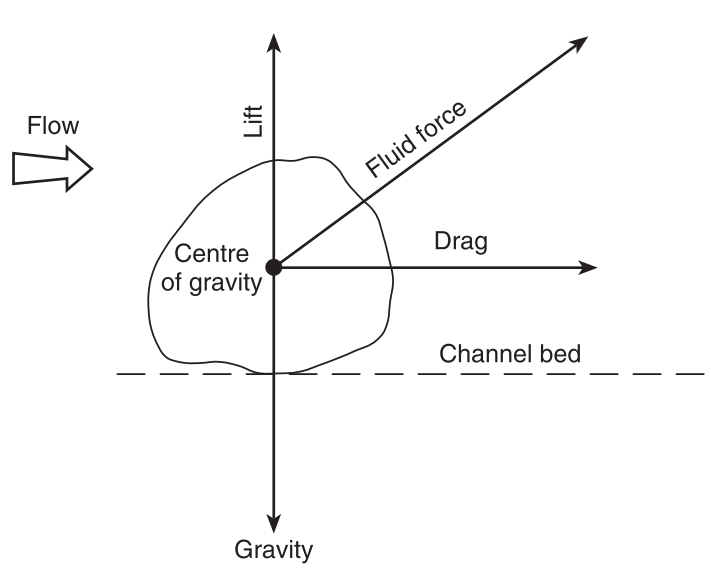 Flow
Lift
Fluid force
Drag
Centre
of gravity
Channel bed
Gravity